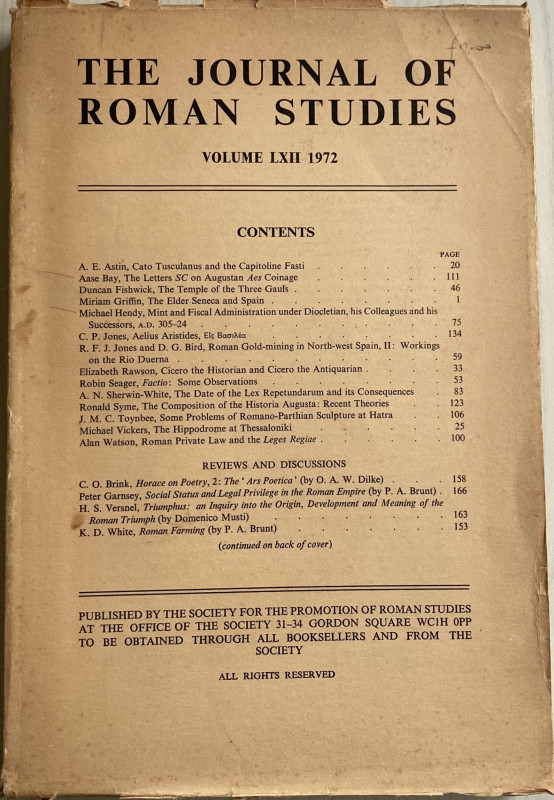 £9.00
THE JOURNAL OF
ROMAN STUDIES
VOLUME LXII 1972
CONTENTS
PAGE
A. E. Astin, Cato Tusculanus and the Capitoline Fasti . . . . . . 20
Aase Bay, The Letters SC on Augustan Aes Coinage . . . . . . 111
Duncan Fishwick, The Temple of the Three Gauls . . . . . . . 46
Miriam Griffin, The Elder Seneca and Spain . . . . . . . 1
Michael Hendy, Mint and Fiscal Administration under Diocletian, his Colleagues and his
Successors, A.D. 305–24 . . . . . . . . . 75
C. P. Jones, Aelius Aristides, Εἰς Βασιλέα . . . . . . . 134
R. F. J. Jones and D. G. Bird, Roman Gold-mining in North-west Spain, II: Workings
on the Rio Duerna . . . . . . . . . . 59
Elizabeth Rawson, Cicero the Historian and Cicero the Antiquarian . . . . 33
Robin Seager, Factio: Some Observations . . . . . . . 53
A. N. Sherwin-White, The Date of the Lex Repetundarum and its Consequences . . 83
Ronald Syme, The Composition of the Historia Augusta: Recent Theories . . . 123
J. M. C. Toynbee, Some Problems of Romano-Parthian Sculpture at Hatra . . . 106
Michael Vickers, The Hippodrome at Thessaloniki . . . . . . 25
Alan Watson, Roman Private Law and the Leges Regiae . . . . . 100
REVIEWS AND DISCUSSIONS
C. O. Brink, Horace on Poetry, 2: The ' Ars Poetica ' (by O. A. W. Dilke) . . . 158
Peter Garnsey, Social Status and Legal Privilege in the Roman Empire (by P. A. Brunt) . 166
H. S. Versnel, Triumphus: an Inquiry into the Origin, Development and Meaning of the
Roman Triumph (by Domenico Musti) . . . . . . . 163
K. D. White, Roman Farming (by P. A. Brunt) . . . . . . 153
(continued on back of cover)
PUBLISHED BY THE SOCIETY FOR THE PROMOTION OF ROMAN STUDIES
AT THE OFFICE OF THE SOCIETY 31–34 GORDON SQUARE WC1H 0PP
TO BE OBTAINED THROUGH ALL BOOKSELLERS AND FROM THE
SOCIETY
ALL RIGHTS RESERVED